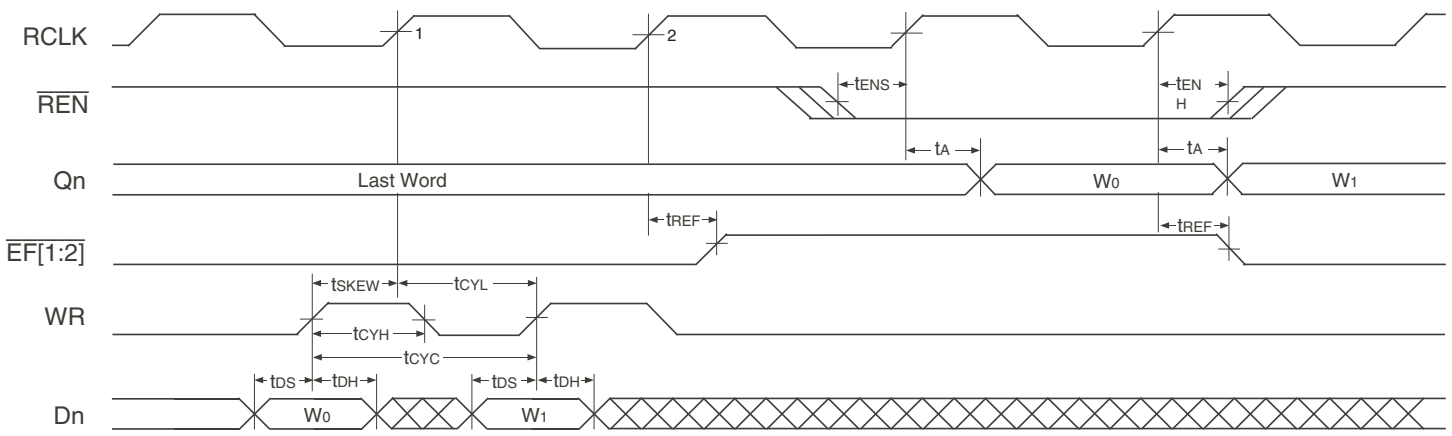 RCLK
1
2
REN
tENS
tEN
H
Qn
Last Word
tA
W0
tA
W1
EF[1:2]
tREF
tREF
WR
tSKEW
tCYL
tCYH
tCYC
Dn
tDS
tDH
W0
tDS
tDH
W1